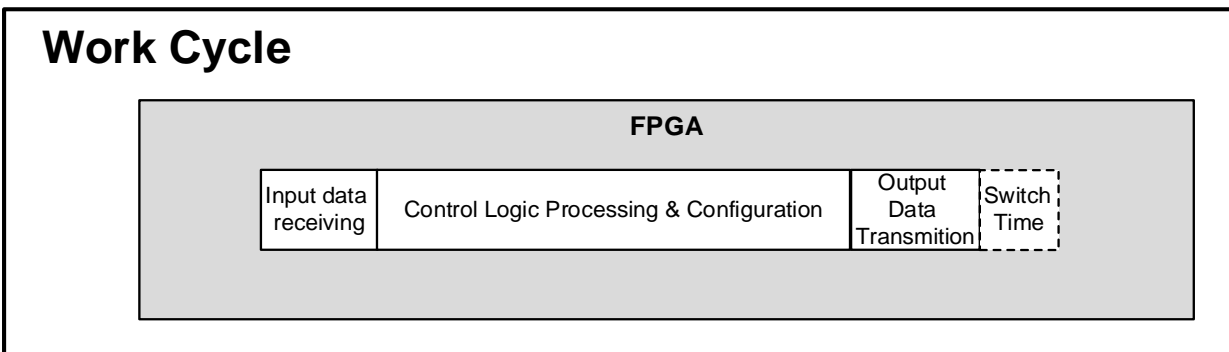 Work Cycle
FPGA
Input data
receiving
Control Logic Processing & Configuration
Output
Data
Transmition
Switch
Time